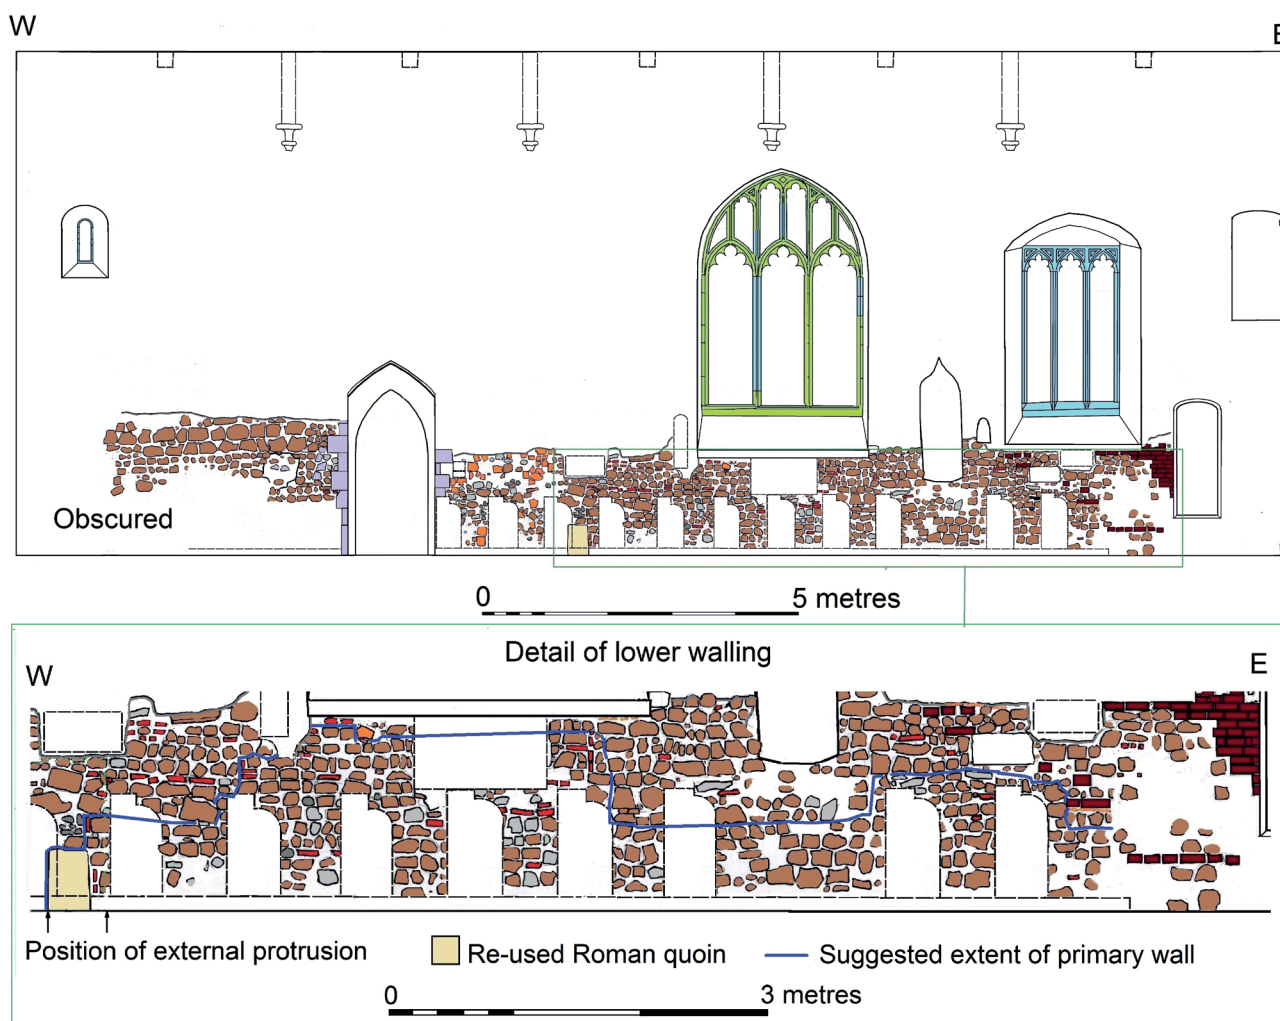 W
E
Obscured
0 5 metres
Detail of lower walling
W
E
Position of external protrusion
Re-used Roman quoin
Suggested extent of primary wall
0 3 metres